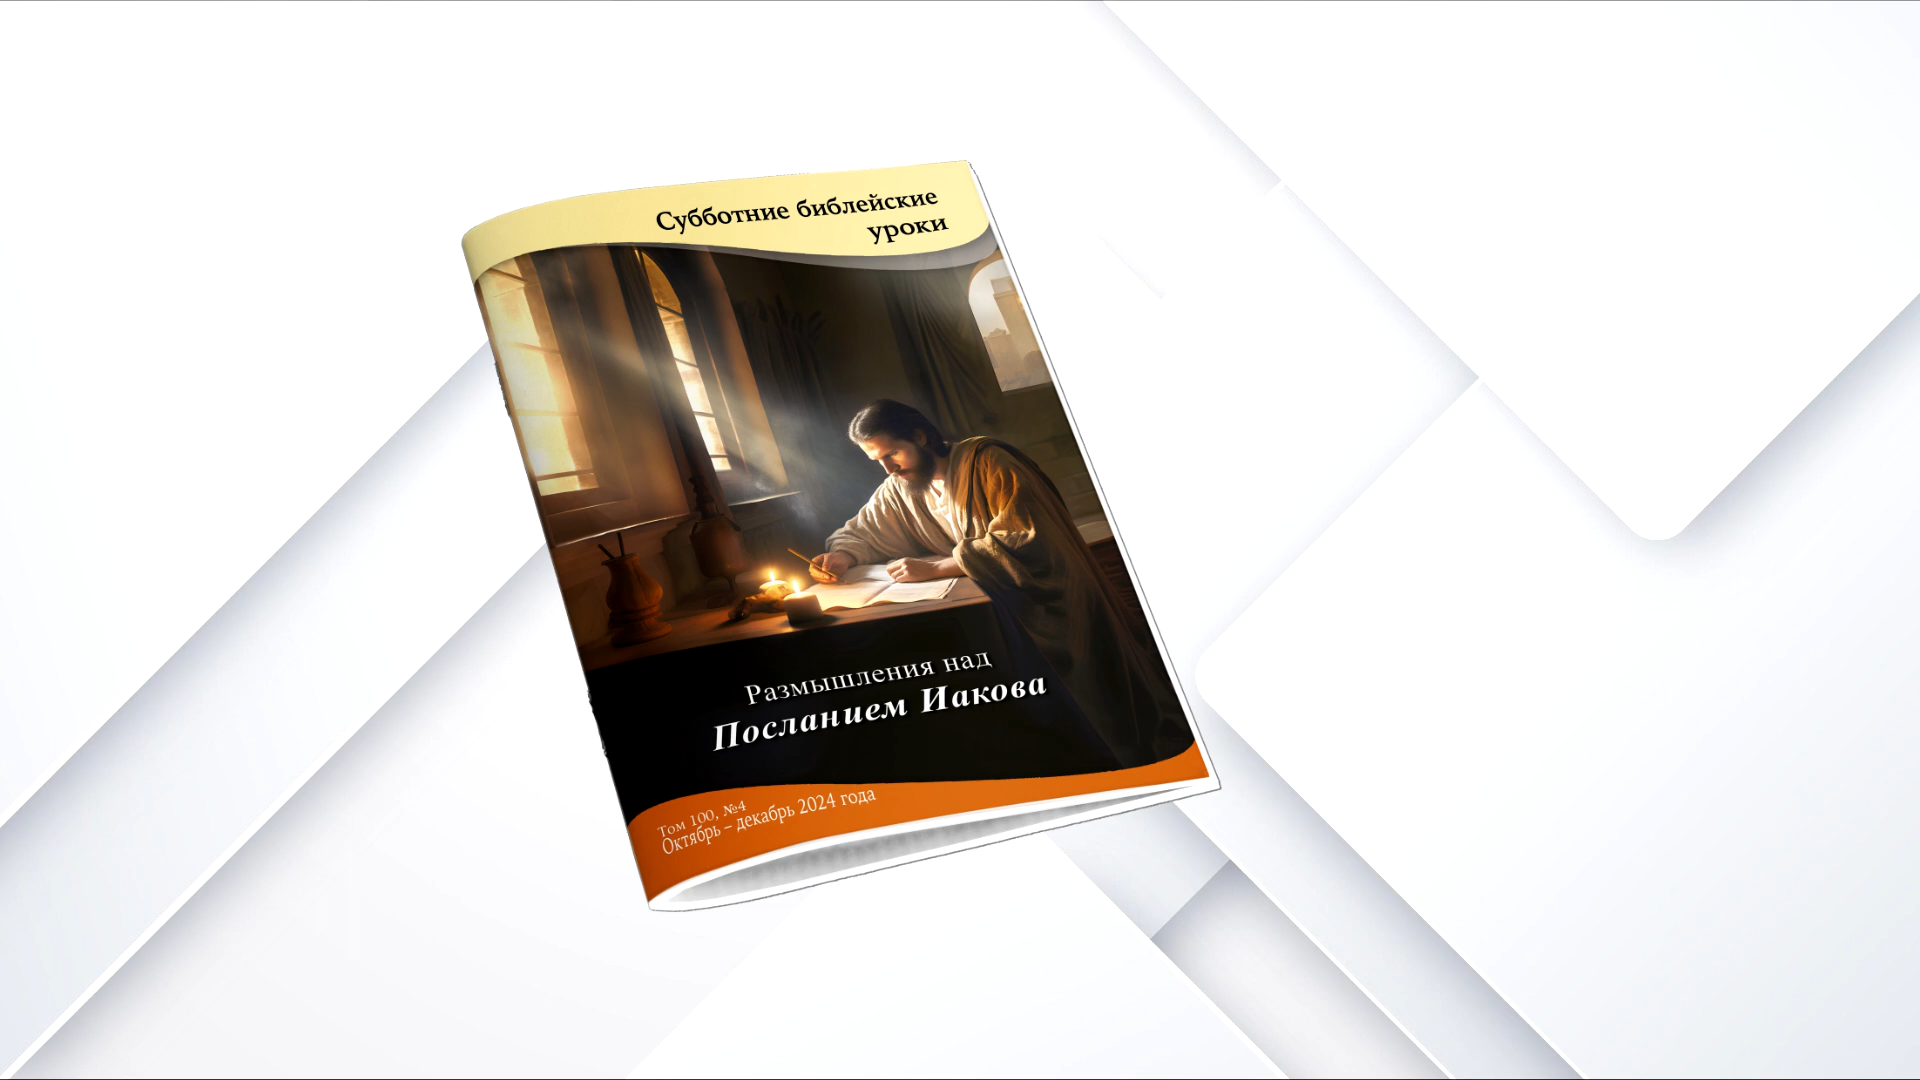 Субботние библейские
уроки
Размышления над
Посланием Иакова
Том 100, №4
Октябрь – декабрь 2024 года